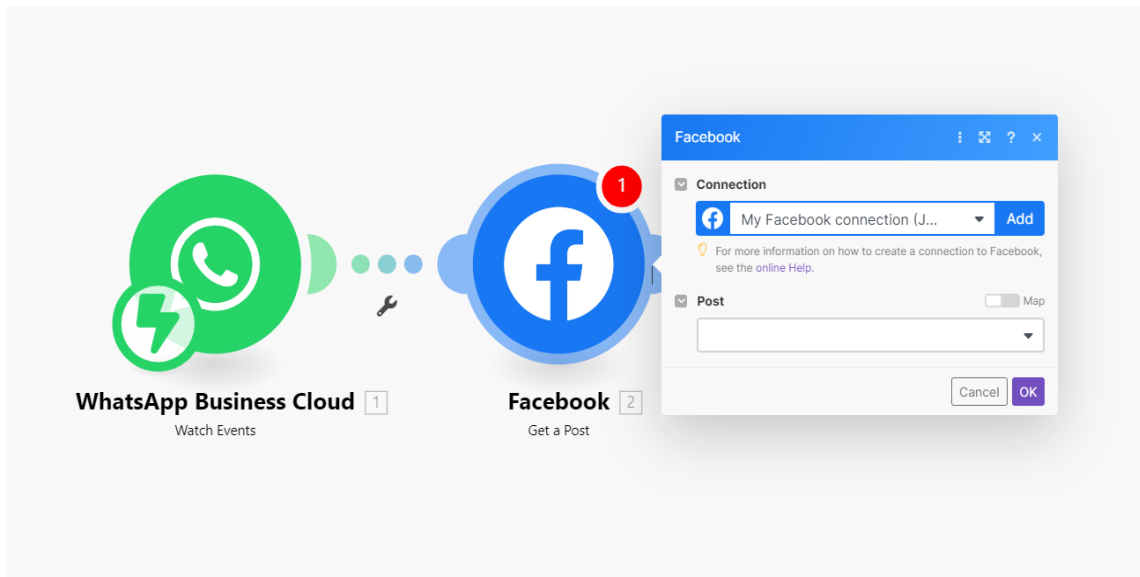 Facebook
?
Connection
My Facebook connection (J...
Add
For more information on how to create a connection to Facebook,
see the online Help.
Post
Map
Cancel
OK
1
WhatsApp Business Cloud 1
Watch Events
Facebook 2
Get a Post